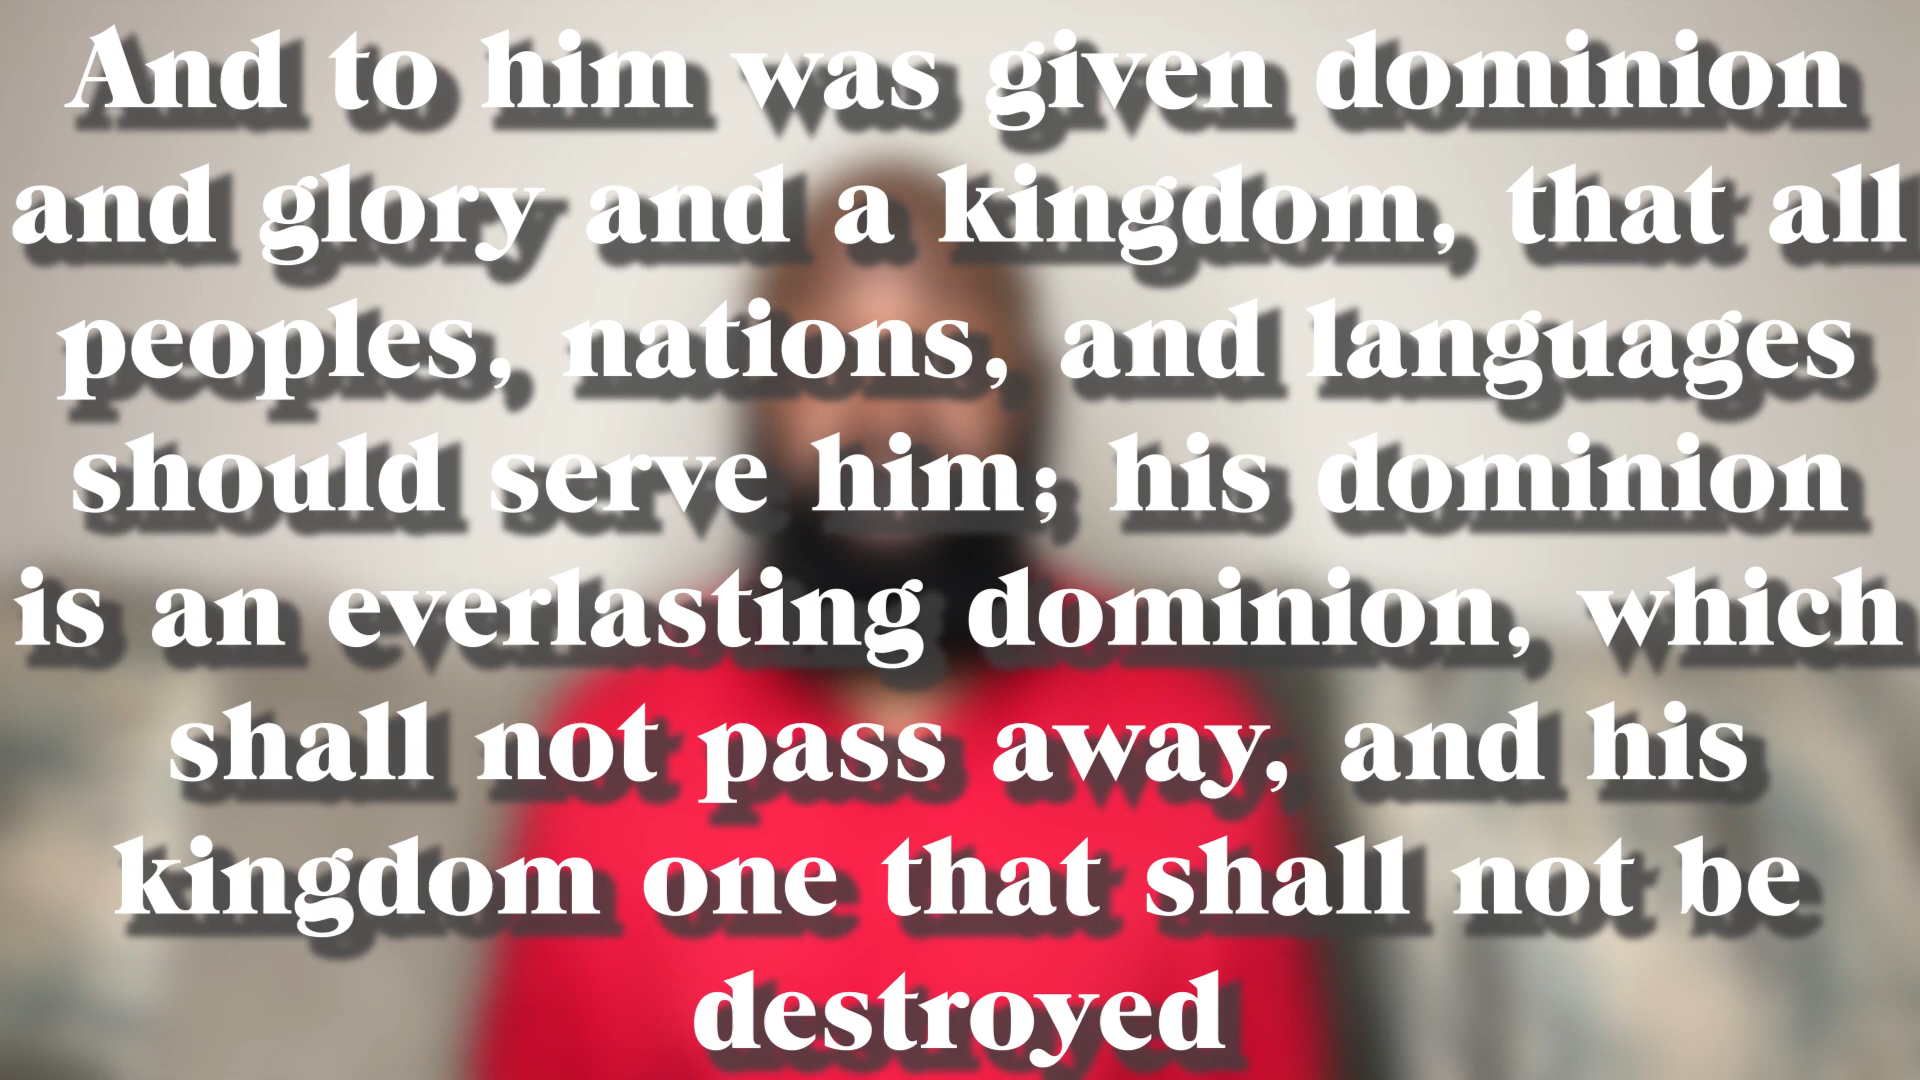 And to him was given dominion
and glory and a kingdom, that all
peoples, nations, and languages
should serve him; his dominion
is an everlasting dominion, which
shall not pass away, and his
kingdom one that shall not be
destroyed